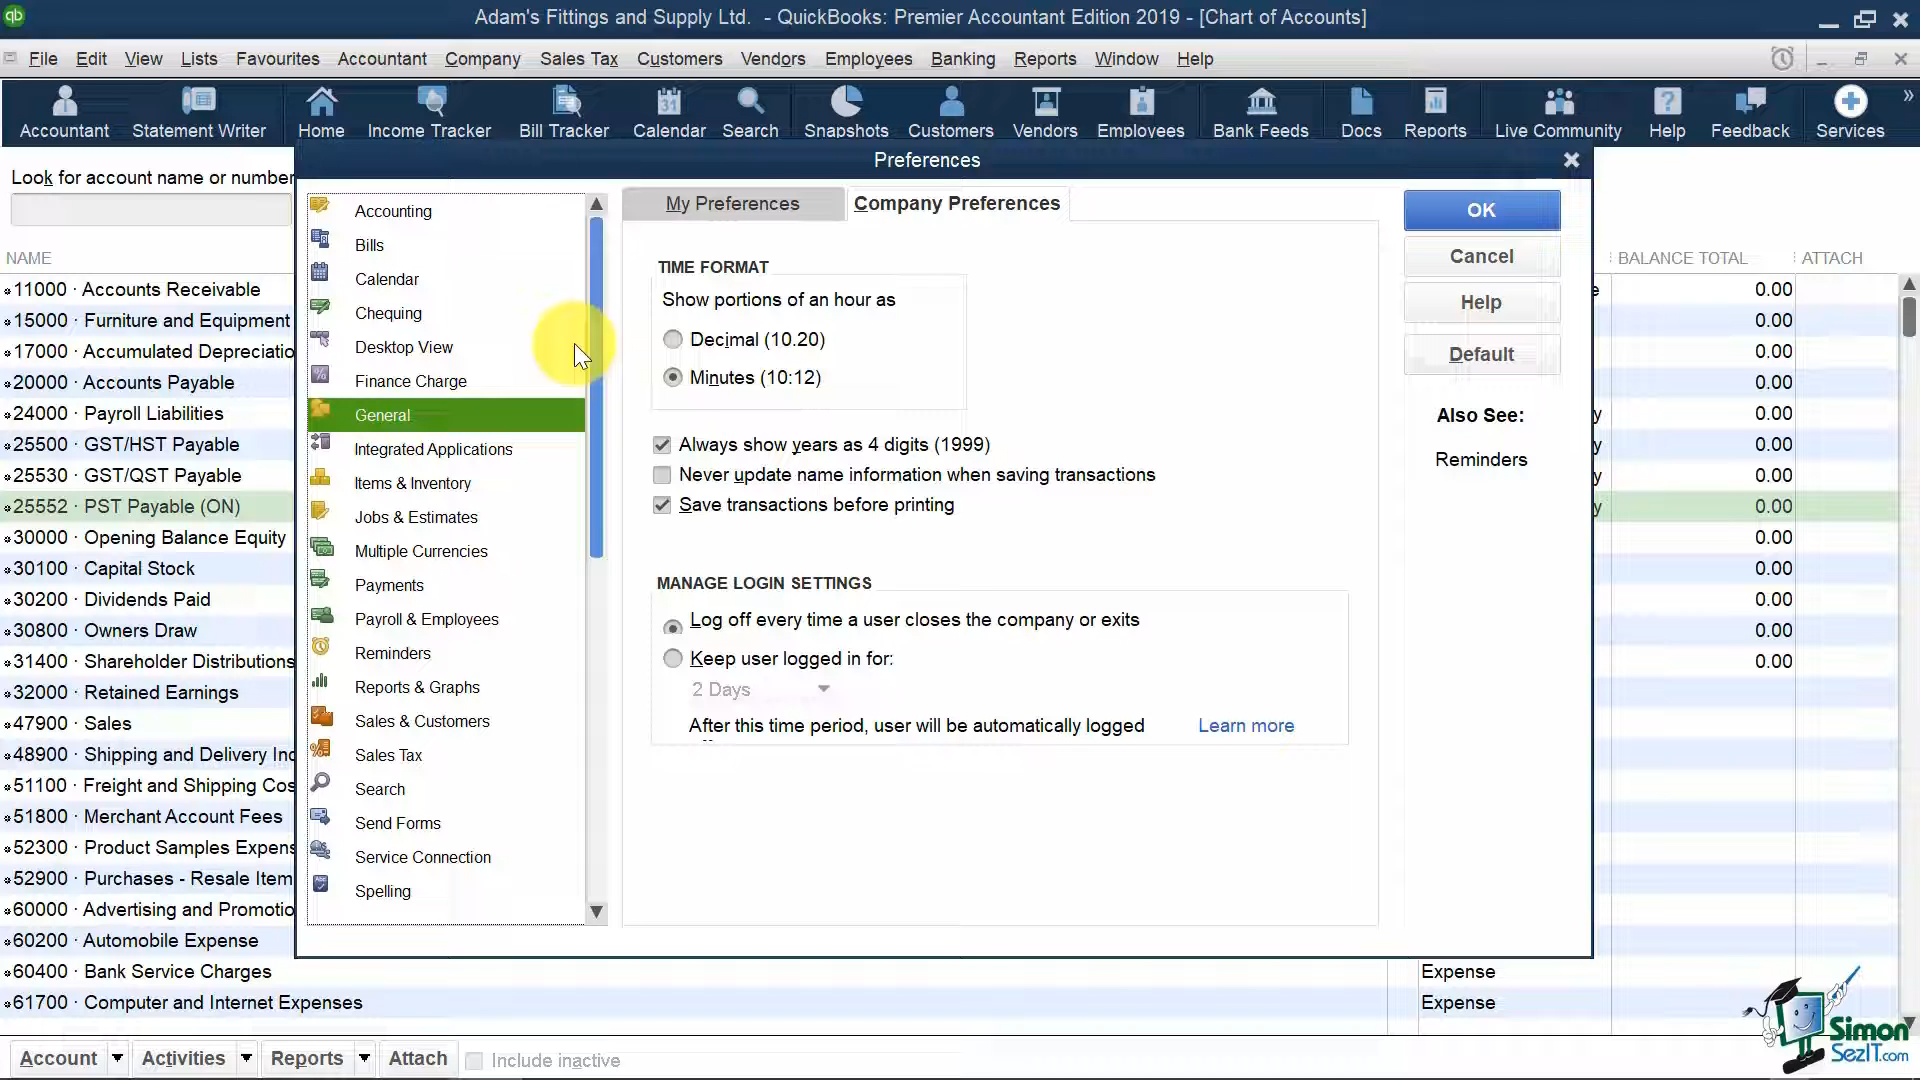 qb
Adam's Fittings and Supply Ltd. - QuickBooks: Premier Accountant Edition 2019 - [Chart of Accounts]
File Edit View Lists Favourites Accountant Company Sales Tax Customers Vendors Employees Banking Reports Window Help
Accountant Statement Writer Home Income Tracker Bill Tracker Calendar Search Snapshots Customers Vendors Employees Bank Feeds Docs Reports Live Community Help Feedback Services
Look for account name or number
NAME
BALANCE TOTAL
ATTACH
11000 · Accounts Receivable
0.00
15000 · Furniture and Equipment
0.00
17000 · Accumulated Depreciatio
0.00
20000 · Accounts Payable
0.00
24000 · Payroll Liabilities
0.00
25500 · GST/HST Payable
0.00
25530 · GST/QST Payable
0.00
25552 · PST Payable (ON)
0.00
30000 · Opening Balance Equity
0.00
30100 · Capital Stock
0.00
30200 · Dividends Paid
0.00
30800 · Owners Draw
0.00
31400 · Shareholder Distributions
0.00
32000 · Retained Earnings
47900 · Sales
48900 · Shipping and Delivery Inc
51100 · Freight and Shipping Cos
51800 · Merchant Account Fees
52300 · Product Samples Expens
52900 · Purchases - Resale Item
60000 · Advertising and Promotio
60200 · Automobile Expense
60400 · Bank Service Charges
Expense
61700 · Computer and Internet Expenses
Expense
Preferences
Accounting
Bills
Calendar
Chequing
Desktop View
Finance Charge
General
Integrated Applications
Items & Inventory
Jobs & Estimates
Multiple Currencies
Payments
Payroll & Employees
Reminders
Reports & Graphs
Sales & Customers
Sales Tax
Search
Send Forms
Service Connection
Spelling
My Preferences
Company Preferences
TIME FORMAT
Show portions of an hour as
Decimal (10.20)
Minutes (10:12)
Always show years as 4 digits (1999)
Never update name information when saving transactions
Save transactions before printing
MANAGE LOGIN SETTINGS
Log off every time a user closes the company or exits
Keep user logged in for:
2 Days
After this time period, user will be automatically logged
Learn more
OK
Cancel
Help
Default
Also See:
Reminders
Account Activities Reports Attach Include inactive
Simon
SezIT.com